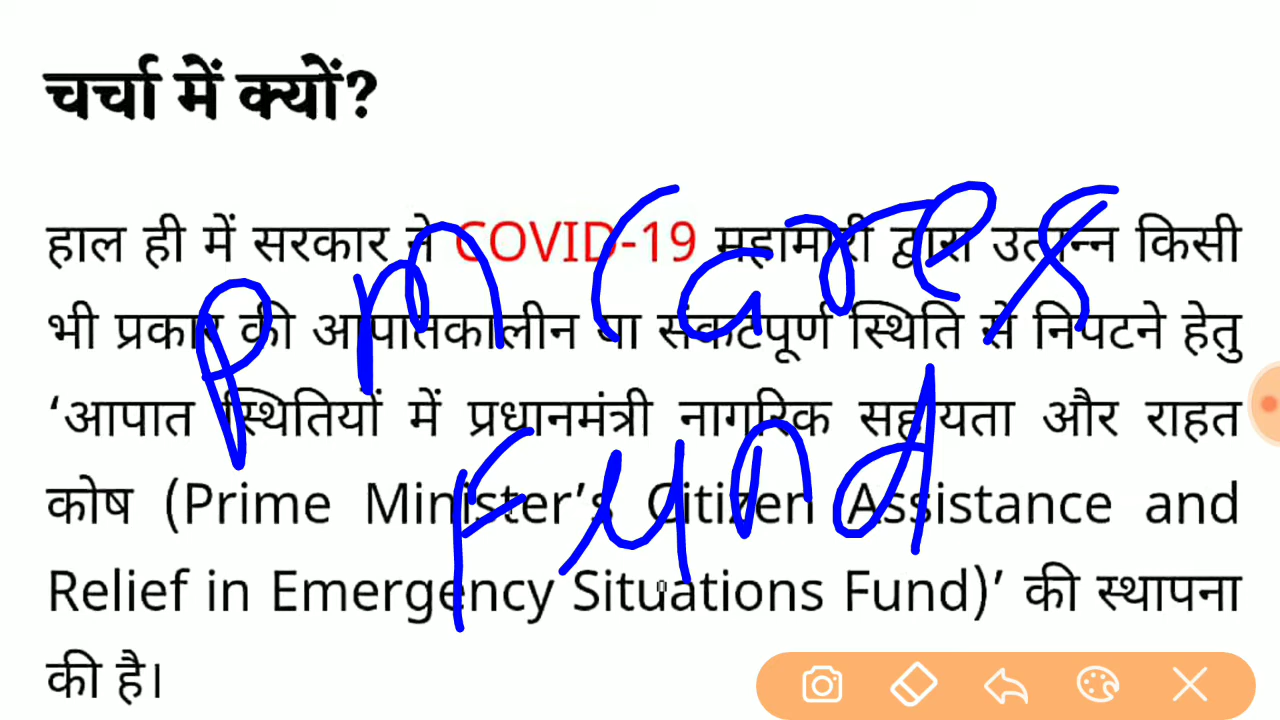 चर्चा में क्यों?
हाल ही में सरकार ने COVID-19 महामारी द्वारा उत्पन्न किसी
भी प्रकार की आपातकालीन या संकटपूर्ण स्थिति से निपटने हेतु
‘आपात स्थितियों में प्रधानमंत्री नागरिक सहायता और राहत
कोष (Prime Minister’s Citizen Assistance and
Relief in Emergency Situations Fund)’ की स्थापना
की है।
Pm Cares
Fund